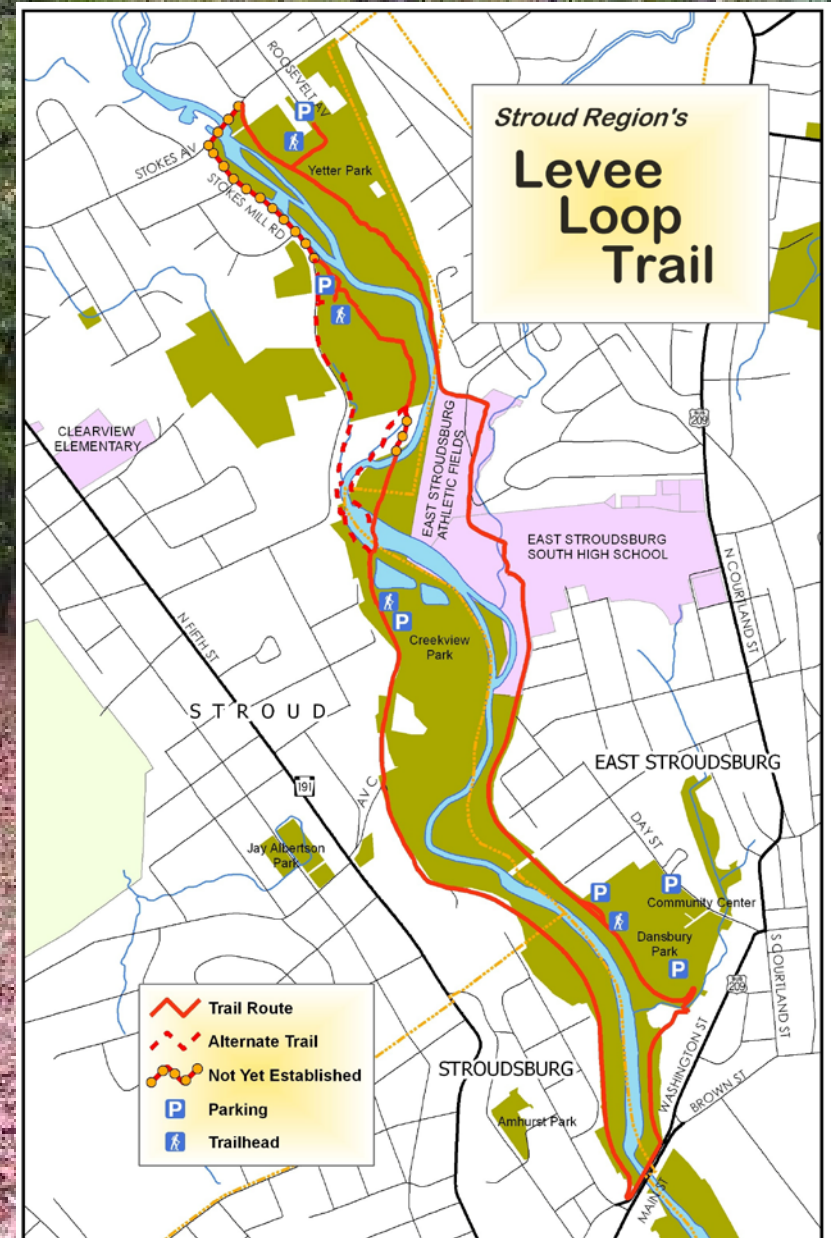 Stroud Region's
Levee
Loop
Trail
ROOSEVELT AV
P
Yetter Park
STOKES AV
STOKES MILL RD
P
CLEARVIEW
ELEMENTARY
BUS
209
EAST STROUDSBURG
ATHLETIC FIELDS
EAST STROUDSBURG
SOUTH HIGH SCHOOL
N COURTLAND ST
N FIFTH ST
P
Creekview
Park
STROUD
EAST STROUDSBURG
191
AV C
DAY ST
Jay Albertson
Park
P
P
Community Center
Dansbury
Park
P
S COURTLAND ST
BUS
209
Trail Route
Alternate Trail
Not Yet Established
P Parking
Trailhead
STROUDSBURG
WASHINGTON ST
BROWN ST
Amhurst Park
MAIN ST